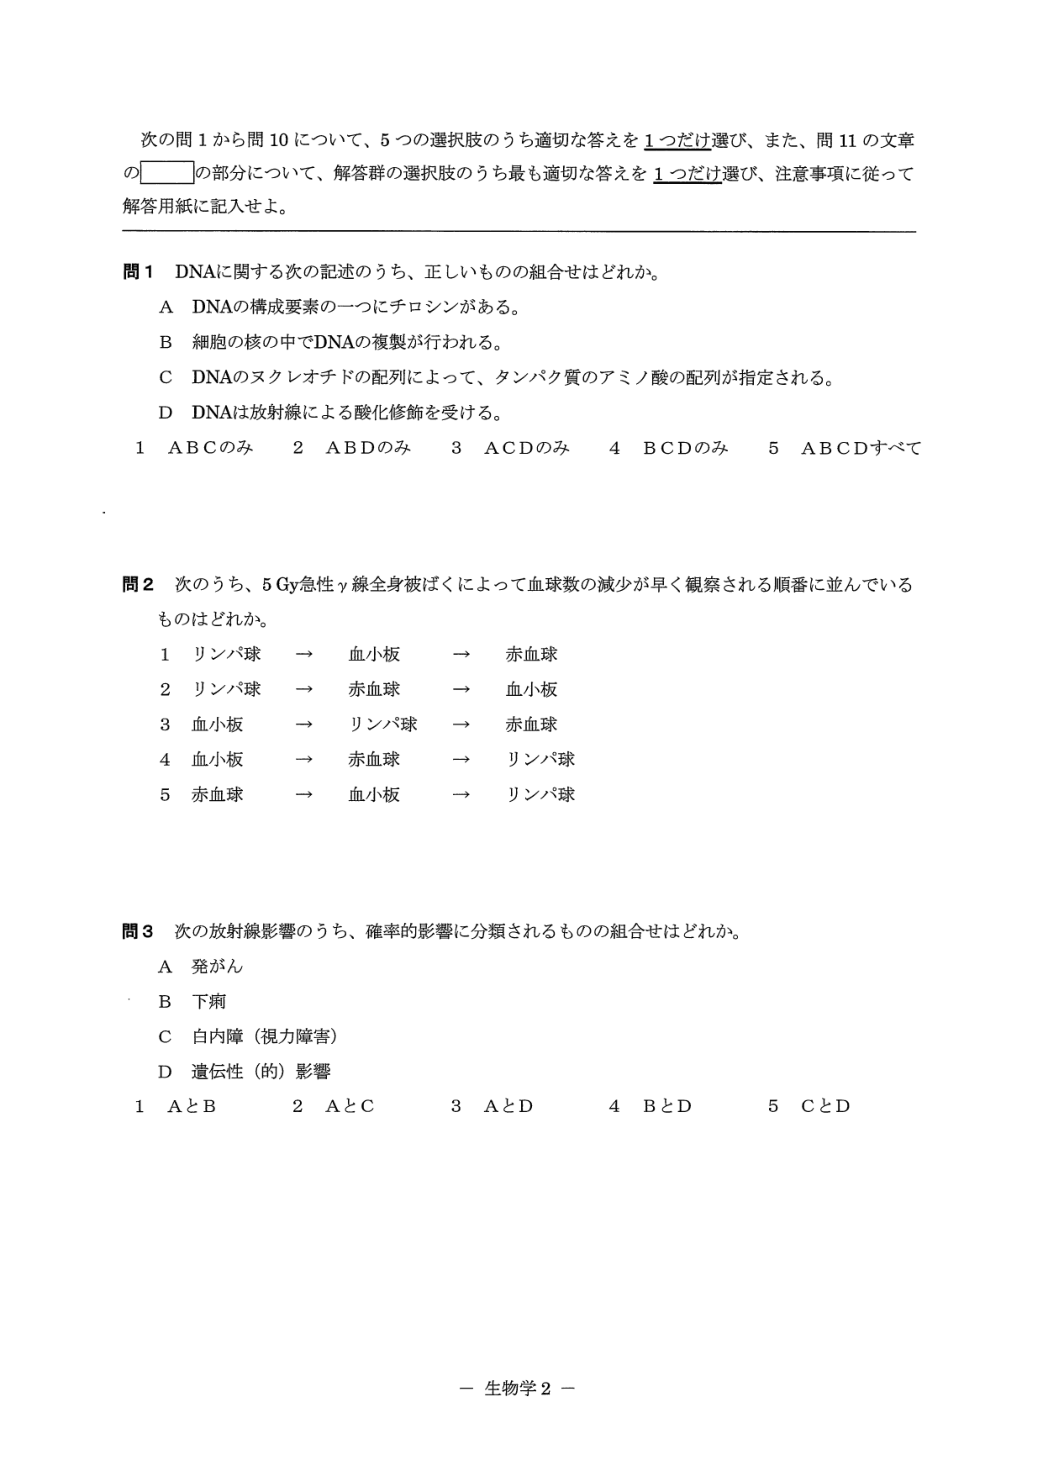 次の問 1 から問 10 について、5 つの選択肢のうち適切な答えを 1 つだけ選び、また、問 11 の文章
の　　　の部分について、解答群の選択肢のうち最も適切な答えを 1 つだけ選び、注意事項に従って
解答用紙に記入せよ。
問1　DNAに関する次の記述のうち、正しいものの組合せはどれか。
A　DNAの構成要素の一つにチロシンがある。
B　細胞の核の中でDNAの複製が行われる。
C　DNAのヌクレオチドの配列によって、タンパク質のアミノ酸の配列が指定される。
D　DNAは放射線による酸化修飾を受ける。
1　ABCのみ　2　ABDのみ　3　ACDのみ　4　BCDのみ　5　ABCDすべて
問2　次のうち、5 Gy急性γ線全身被ばくによって血球数の減少が早く観察される順番に並んでいる
ものはどれか。
1　リンパ球　→　血小板　→　赤血球
2　リンパ球　→　赤血球　→　血小板
3　血小板　→　リンパ球　→　赤血球
4　血小板　→　赤血球　→　リンパ球
5　赤血球　→　血小板　→　リンパ球
問3　次の放射線影響のうち、確率的影響に分類されるものの組合せはどれか。
A　発がん
B　下痢
C　白内障（視力障害）
D　遺伝性（的）影響
1　AとB　2　AとC　3　AとD　4　BとD　5　CとD
― 生物学 2 ―